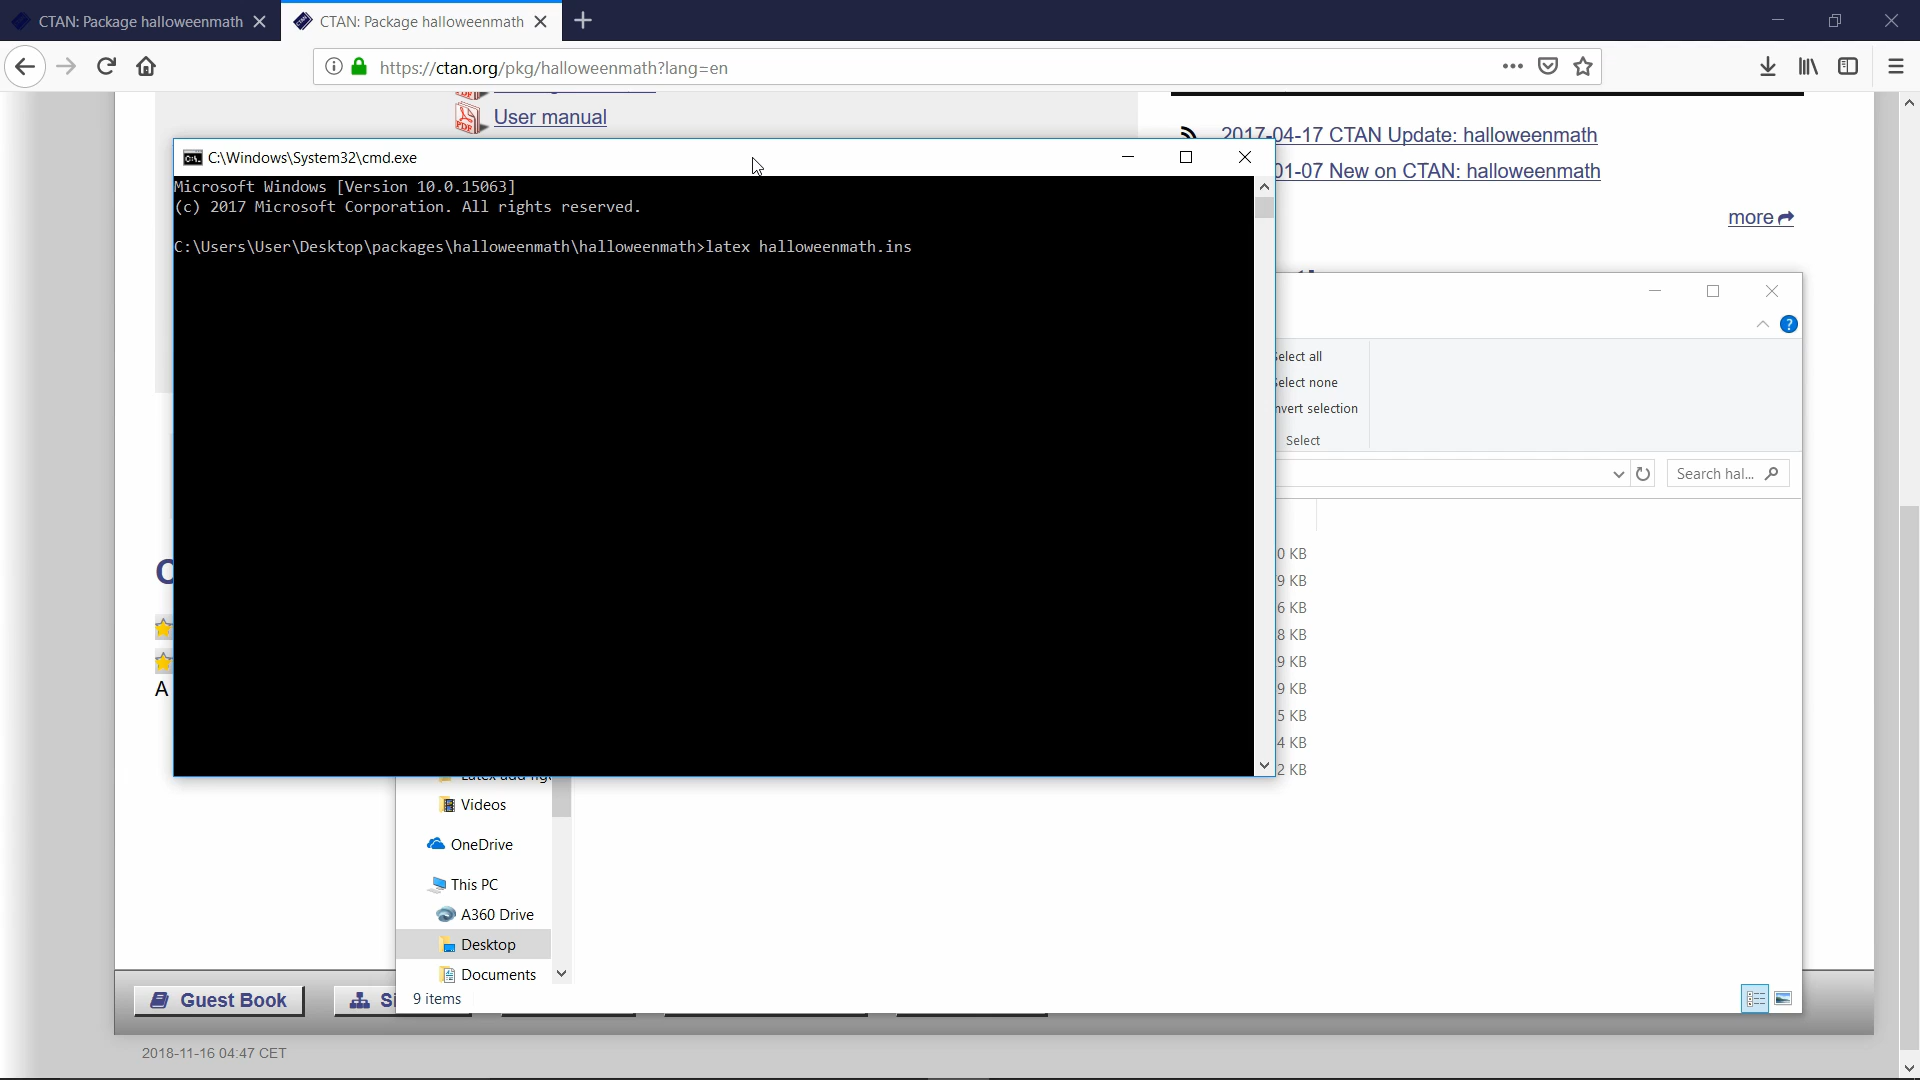 CTAN: Package halloweenmath
CTAN: Package halloweenmath
https://ctan.org/pkg/halloweenmath?lang=en
User manual
2017-04-17 CTAN Update: halloweenmath
01-07 New on CTAN: halloweenmath
more
C:\Windows\System32\cmd.exe
Microsoft Windows [Version 10.0.15063]
(c) 2017 Microsoft Corporation. All rights reserved.
C:\Users\User\Desktop\packages\halloweenmath\halloweenmath>latex halloweenmath.ins
elect all
elect none
nvert selection
Select
Search hal...
0 KB
9 KB
6 KB
8 KB
9 KB
9 KB
5 KB
4 KB
2 KB
C
A
Videos
OneDrive
This PC
A360 Drive
Desktop
Documents
9 items
Guest Book
Si
2018-11-16 04:47 CET